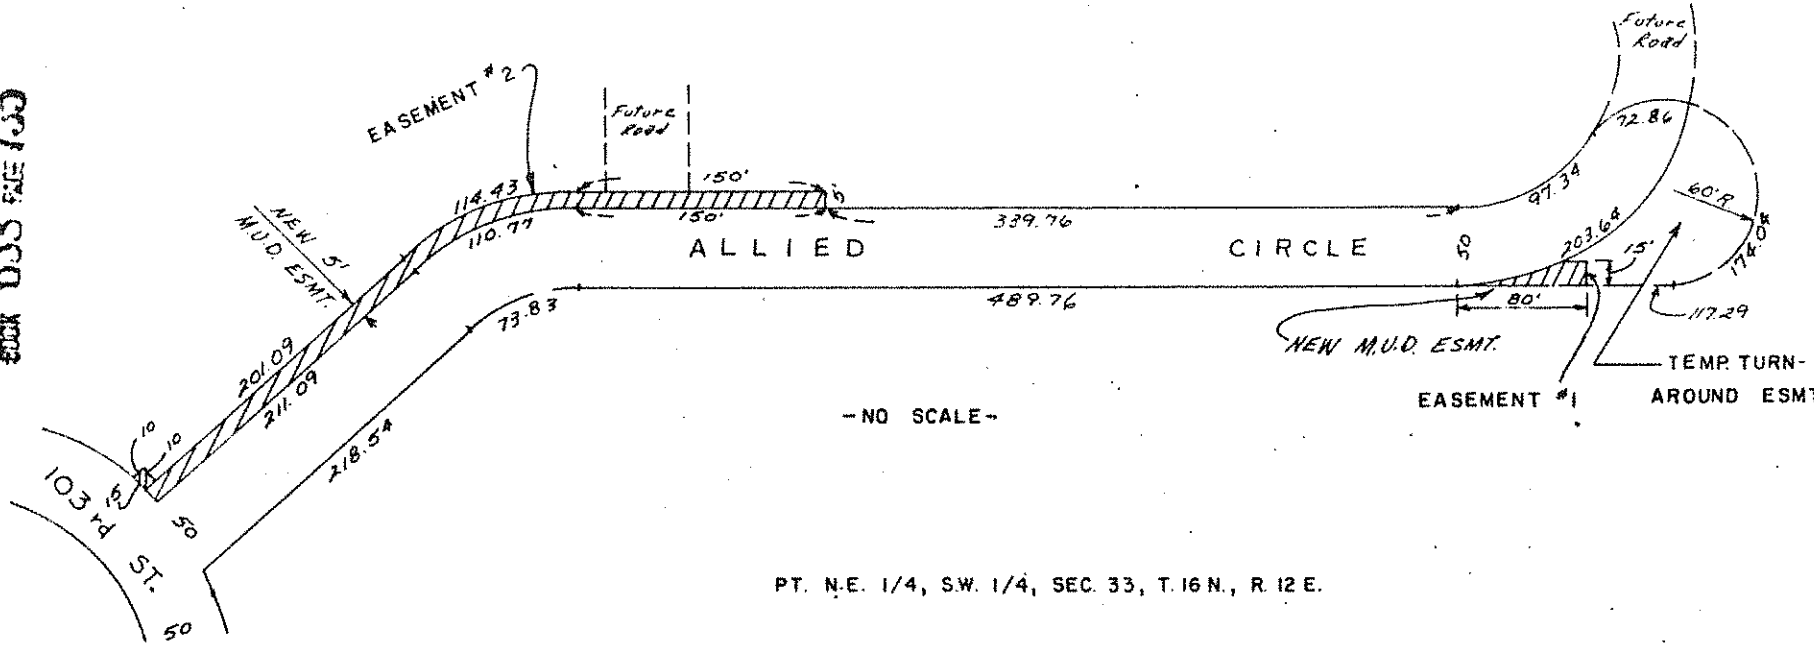 Future
Road
EASEMENT #2
Future
Road
72.86
114.43
150'
5'
97.34
60'R
NEW 5'
M.U.D. ESMT.
110.77
150'
339.76
203.64
ALLIED CIRCLE
50
15'
174.08
73.83
489.76
80'
117.29
NEW M.U.D. ESMT.
201.09
211.09
TEMP. TURN-
AROUND ESMT
EASEMENT #1
-NO SCALE-
218.54
10
10
15
103rd ST.
50
50
PT. N.E. 1/4, S.W. 1/4, SEC. 33, T. 16 N., R. 12 E.